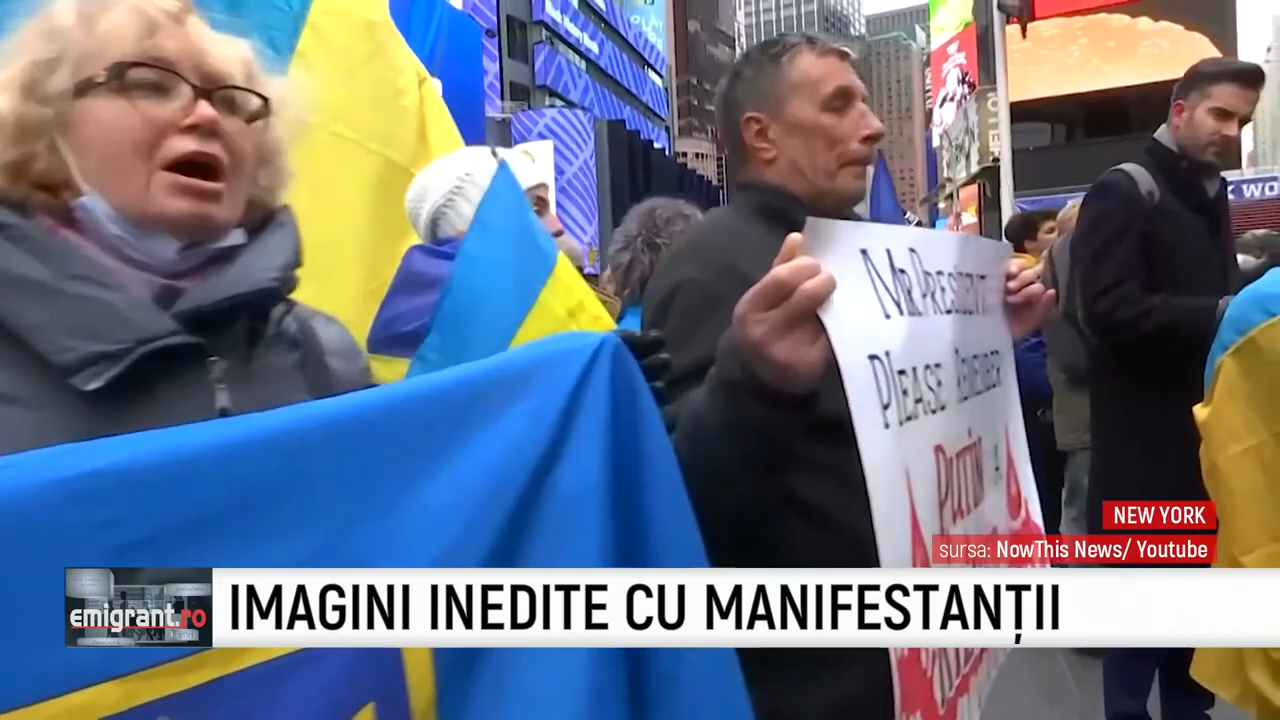 MR. PRESIDENT
PLEASE REMEMBER
PUTIN A
NEW YORK
sursa: NowThis News/ Youtube
emigrant.ro
IMAGINI INEDITE CU MANIFESTANȚII